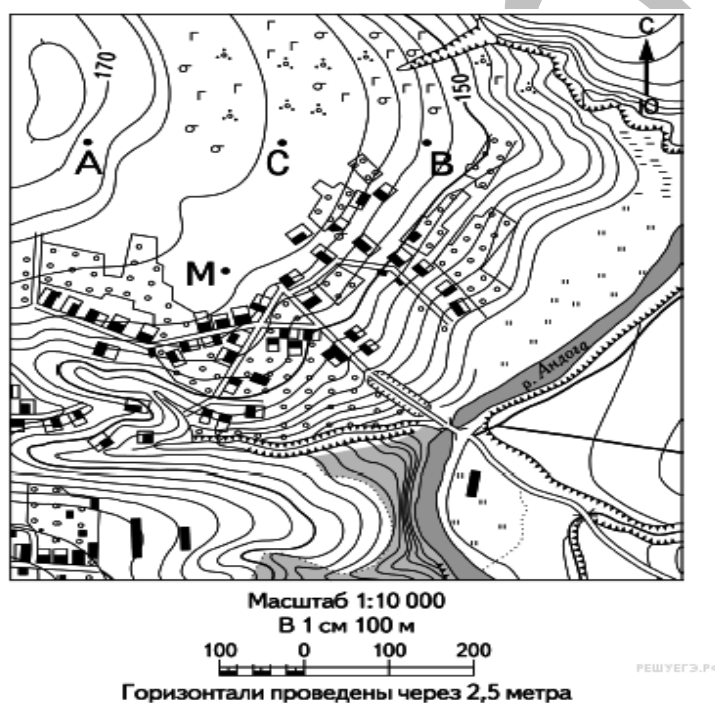 С
170
150
Ю
А
С
В
М
р. Андога
Масштаб 1:10 000
В 1 см 100 м
100 0 100 200
Горизонтали проведены через 2,5 метра
РЕШУЕГЭ.РФ